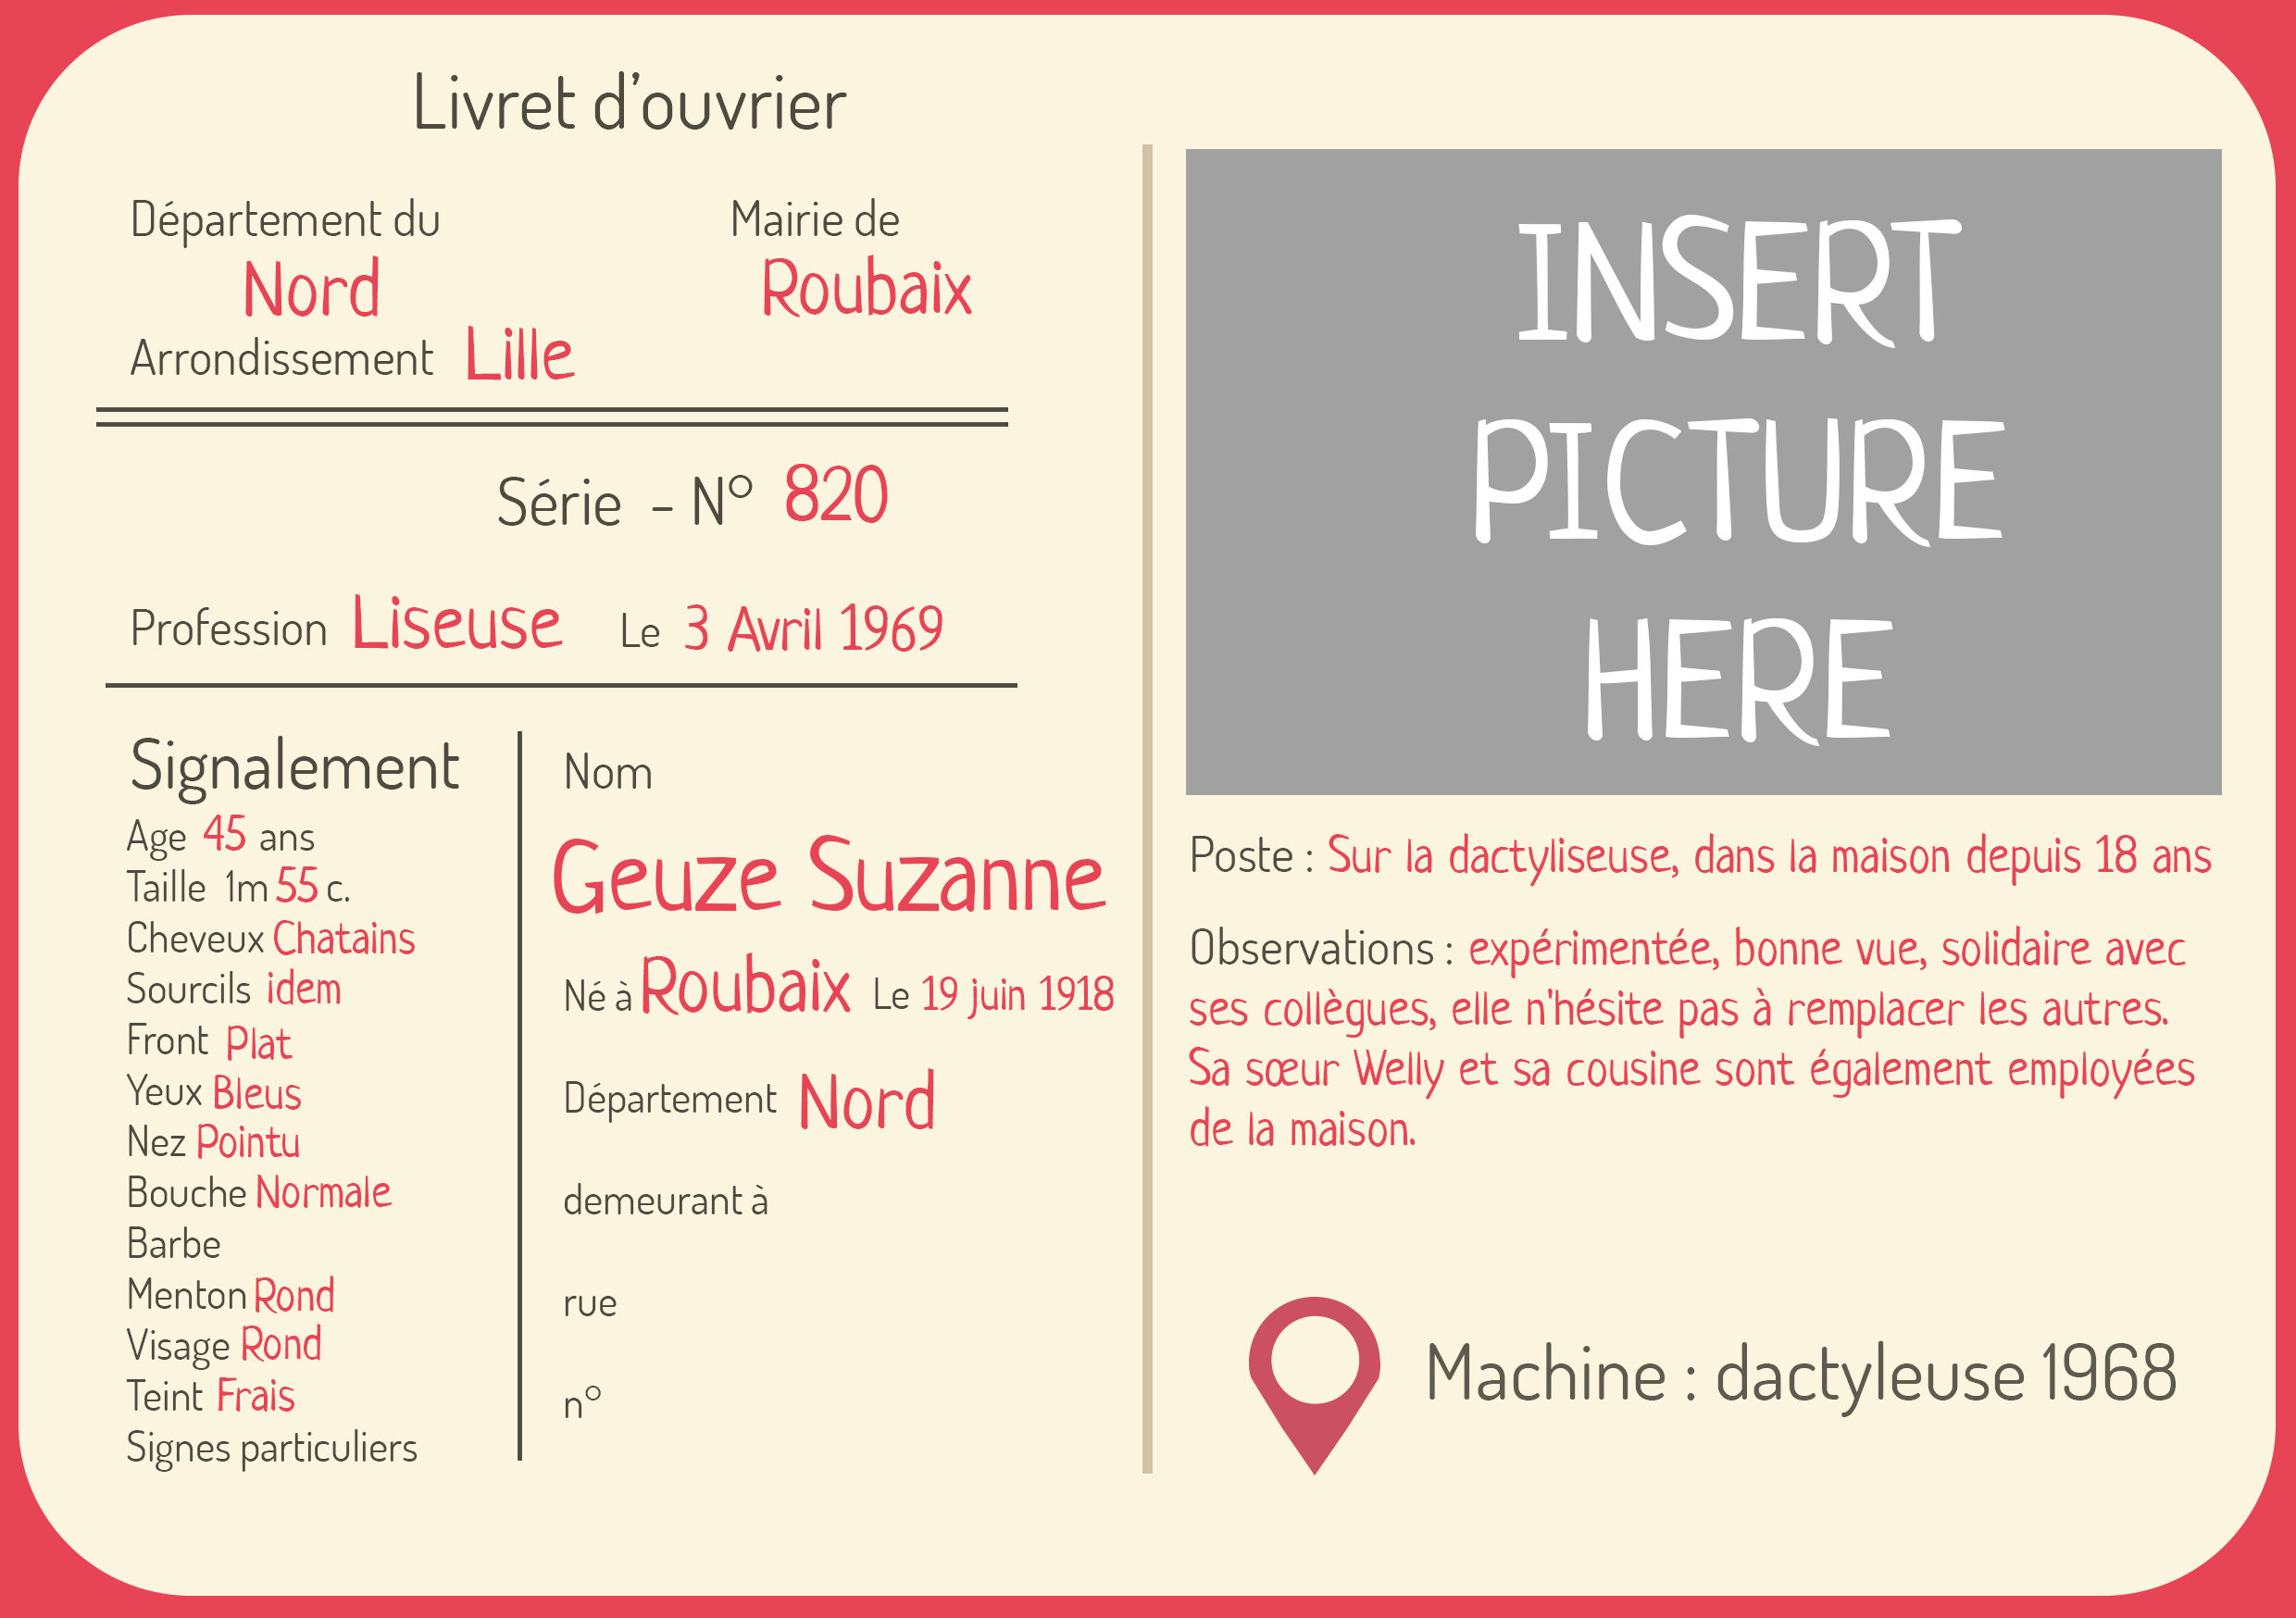 Livret d’ouvrier
Département du
Mairie de
Nord
Roubaix
Arrondissement Lille
Série - N° 820
Profession Liseuse Le 3 Avril 1969
Signalement
Age 45 ans
Taille 1m 55 c.
Cheveux Chatains
Sourcils idem
Front Plat
Yeux Bleus
Nez Pointu
Bouche Normale
Barbe
Menton Rond
Visage Rond
Teint Frais
Signes particuliers
Nom
Geuze Suzanne
Né à Roubaix Le 19 juin 1918
Département Nord
demeurant à
rue
n°
INSERT
PICTURE
HERE
Poste : Sur la dactyliseuse, dans la maison depuis 18 ans
Observations : expérimentée, bonne vue, solidaire avec
ses collègues, elle n'hésite pas à remplacer les autres.
Sa sœur Welly et sa cousine sont également employées
de la maison.
Machine : dactyleuse 1968